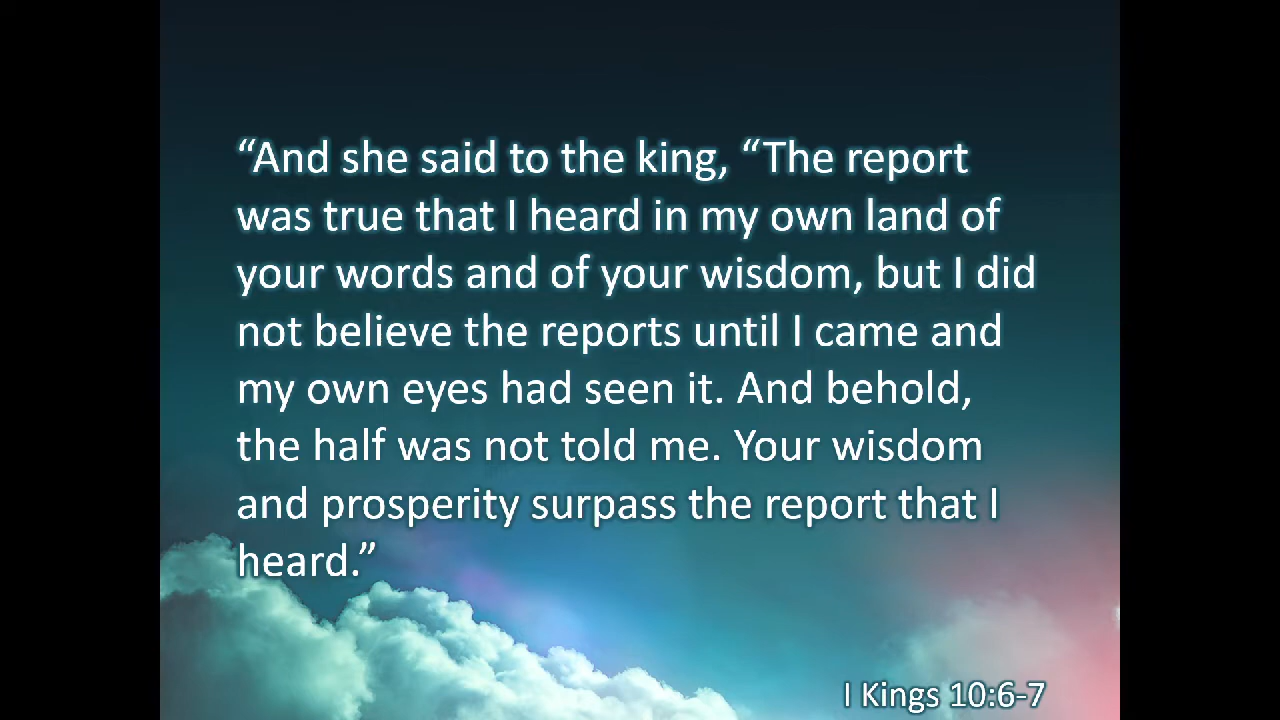 “And she said to the king, “The report
was true that I heard in my own land of
your words and of your wisdom, but I did
not believe the reports until I came and
my own eyes had seen it. And behold,
the half was not told me. Your wisdom
and prosperity surpass the report that I
heard.”
I Kings 10:6-7